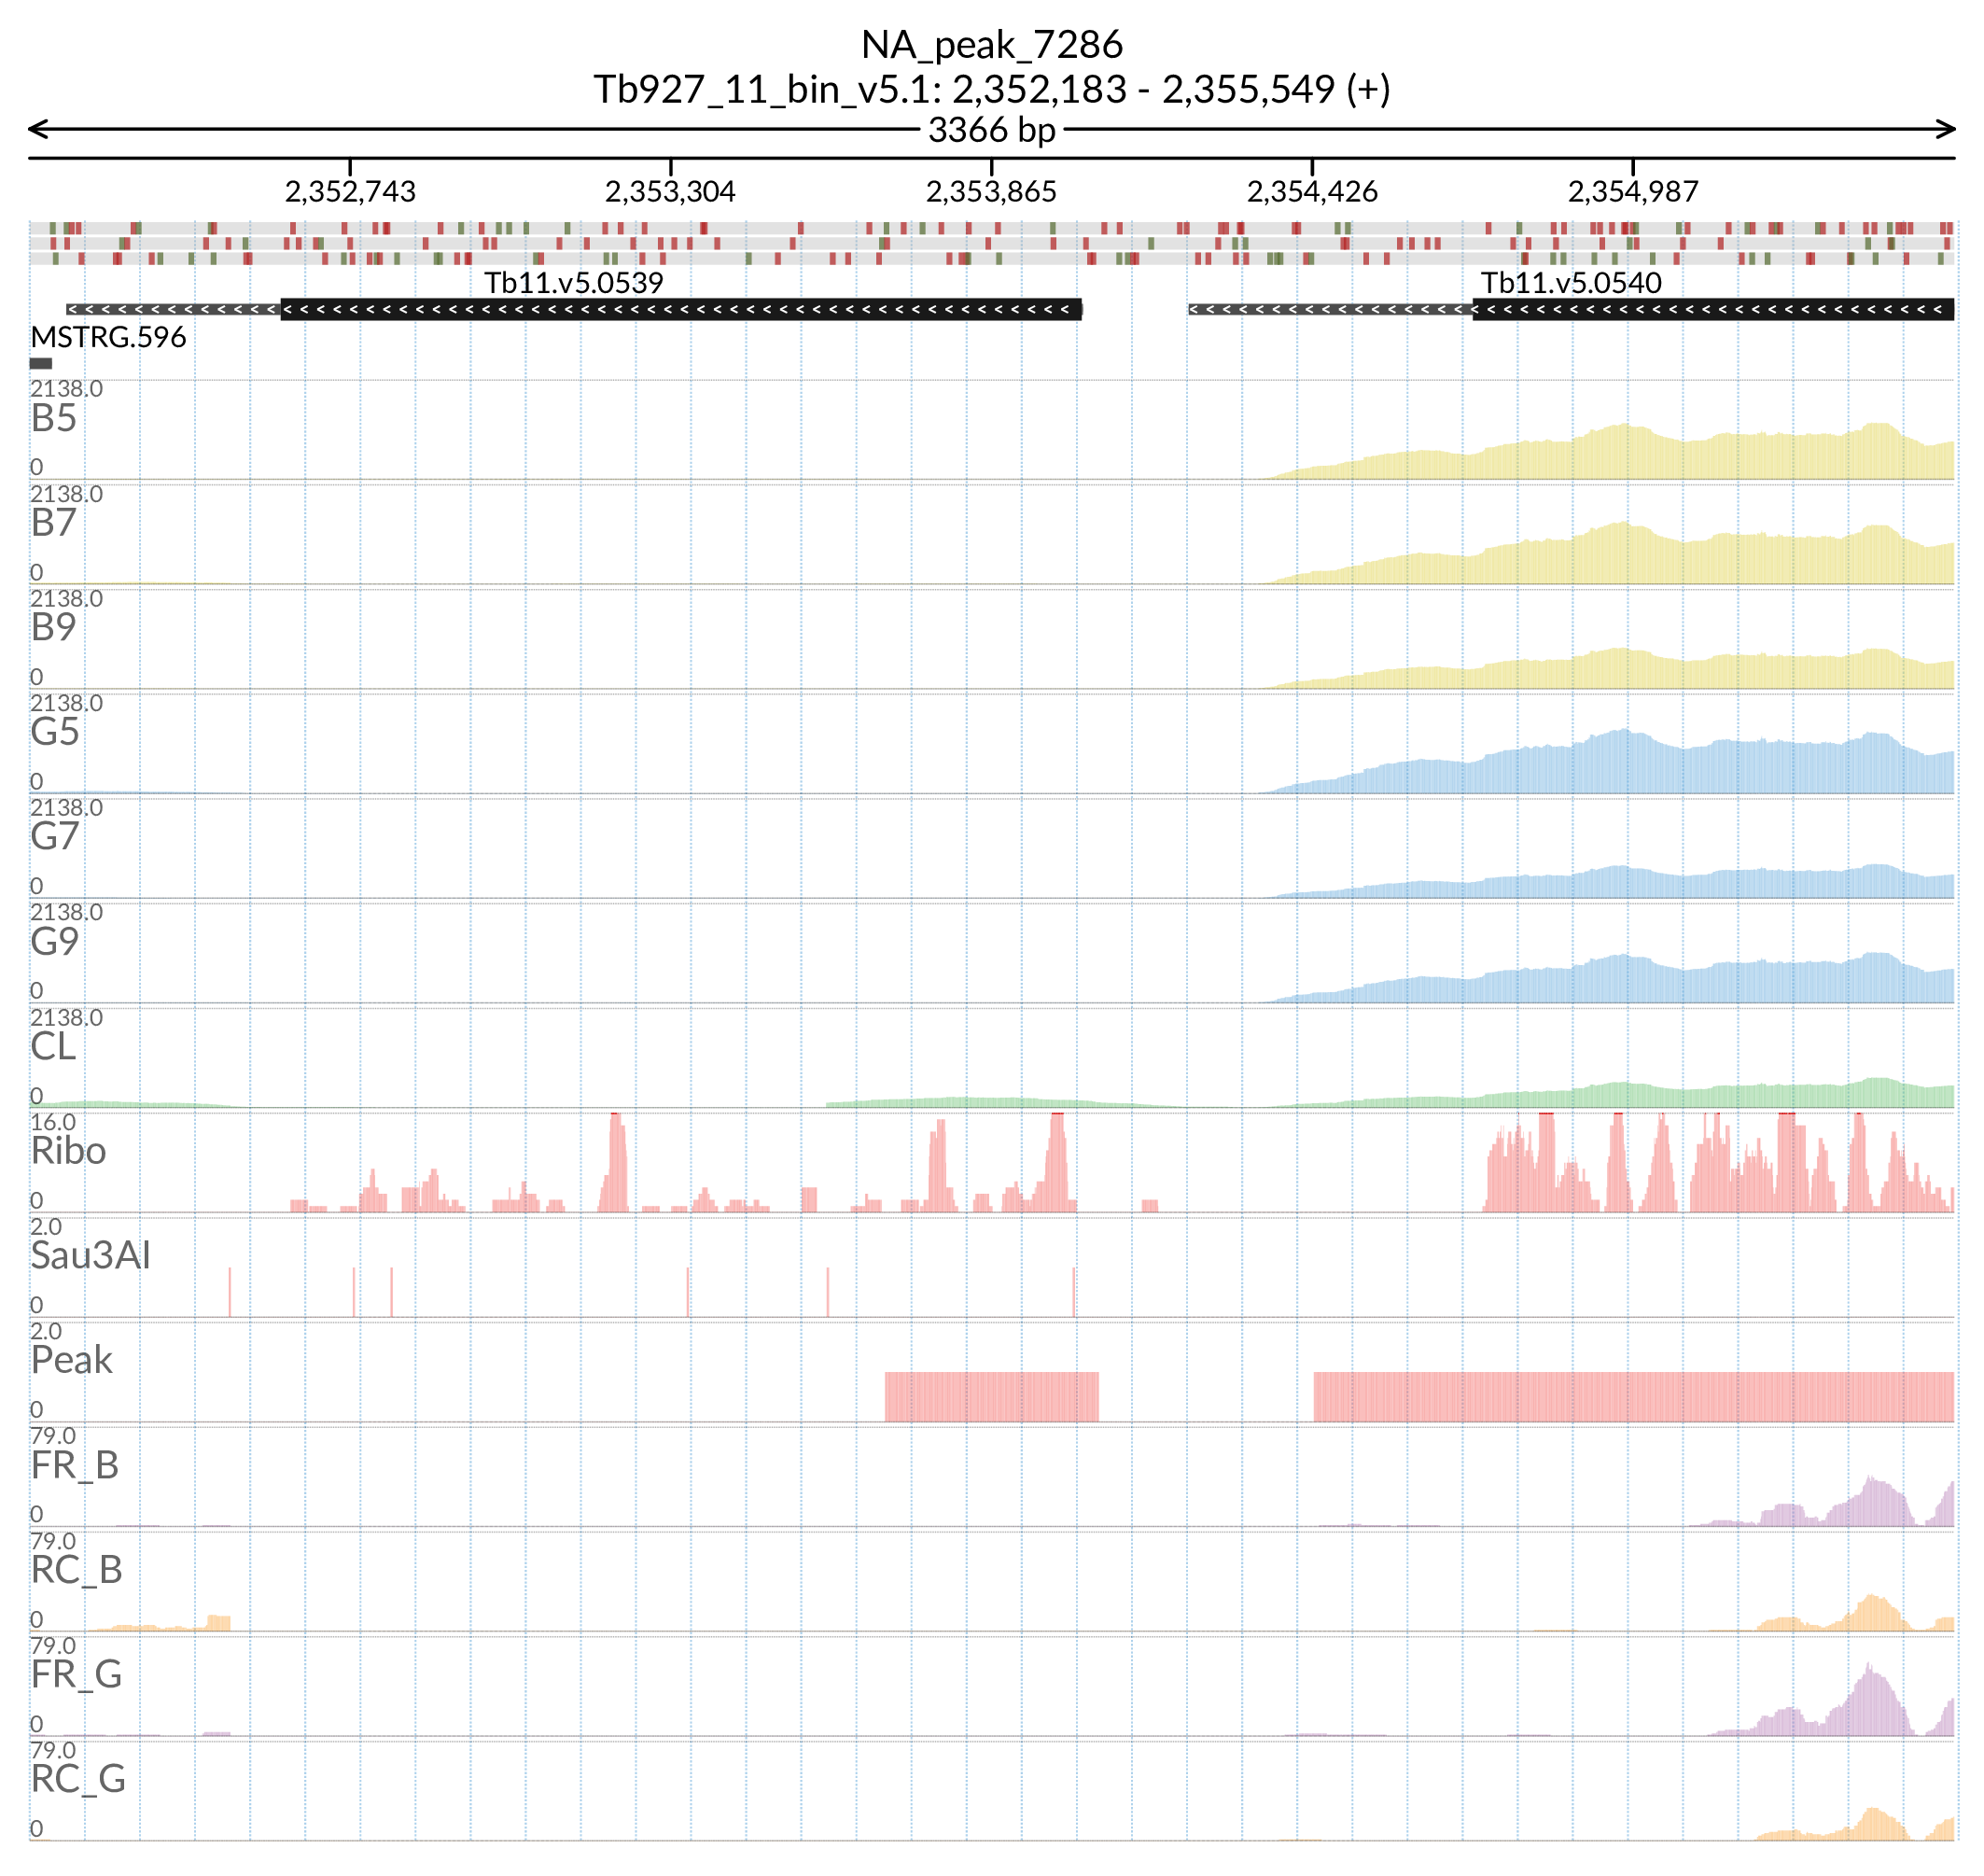 NA_peak_7286
Tb927_11_bin_v5.1: 2,352,183 - 2,355,549 (+)
3366 bp
2,352,743 2,353,304 2,353,865 2,354,426 2,354,987
Tb11.v5.0539 Tb11.v5.0540
MSTRG.596
2138.0
B5
0
2138.0
B7
0
2138.0
B9
0
2138.0
G5
0
2138.0
G7
0
2138.0
G9
0
2138.0
CL
0
16.0
Ribo
0
2.0
Sau3AI
0
2.0
Peak
0
79.0
FR_B
0
79.0
RC_B
0
79.0
FR_G
0
79.0
RC_G
0